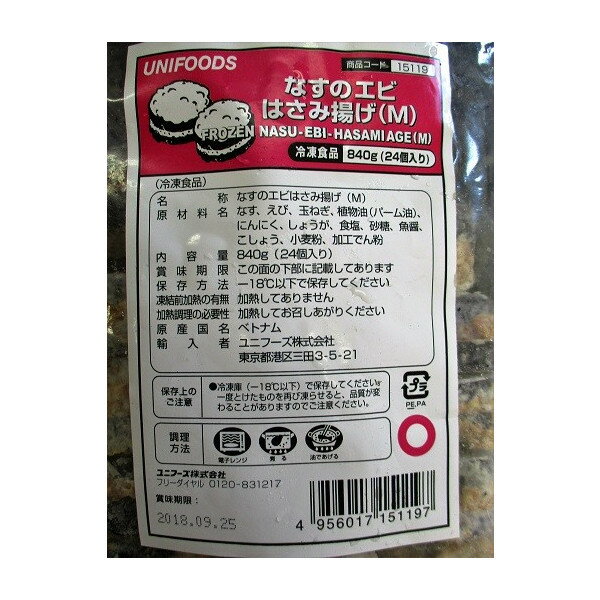 UNIFOODS
商品コード 15119
なすのエビ
はさみ揚げ(M)
FROZEN
NASU-EBI-HASAMIAGE(M)
冷凍食品 840g(24個入り)
(冷凍食品)
名称 なすのエビはさみ揚げ(M)
原材料名 なす、えび、玉ねぎ、植物油(パーム油)、
にんにく、しょうが、食塩、砂糖、魚醤、
こしょう、小麦粉、加工でん粉
内容量 840g(24個入り)
賞味期限 この面の下部に記載してあります
保存方法 -18℃以下で保存してください
凍結前加熱の有無 加熱してありません
加熱調理の必要性 加熱してお召しあがりください
原産国名 ベトナム
輸入者 ユニフーズ株式会社
東京都港区三田3-5-21
保存上の
ご注意
●冷凍庫(-18℃以下)で保存してください。
一度とけたものを再び凍らせると、品質が変
わることがありますのでご注意ください。
プラ
PE,PA
調理
方法
電子レンジ
煮る
油であげる
ユニフーズ株式会社
フリーダイヤル 0120-831217
賞味期限:
2018.09.25
4 956017 151197